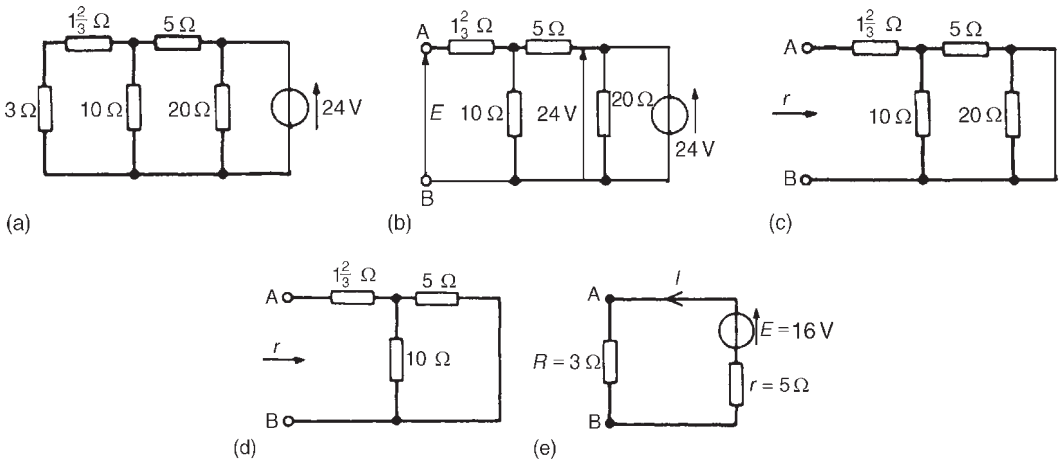 1⅔ Ω 5 Ω
3 Ω 10 Ω 20 Ω 24 V
(a)
A 1⅔ Ω 5 Ω
E 10 Ω 24 V 20 Ω
24 V
B
(b)
A 1⅔ Ω 5 Ω
r 10 Ω 20 Ω
B
(c)
A 1⅔ Ω 5 Ω
r 10 Ω
B
(d)
A I
E = 16 V
R = 3 Ω
r = 5 Ω
B
(e)